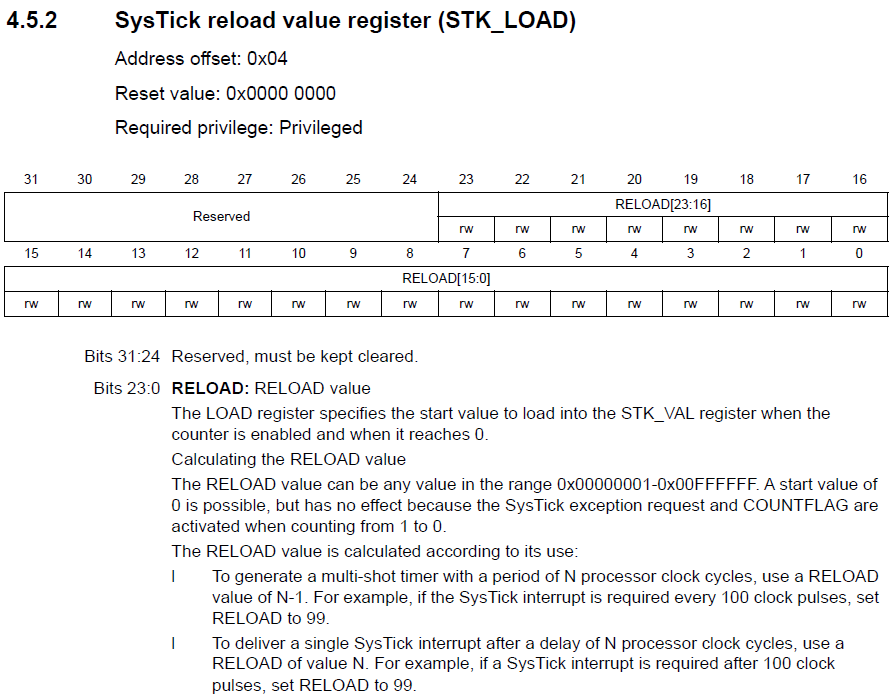 4.5.2 SysTick reload value register (STK_LOAD)
Address offset: 0x04
Reset value: 0x0000 0000
Required privilege: Privileged
31 30 29 28 27 26 25 24 23 22 21 20 19 18 17 16
Reserved
RELOAD[23:16]
rw rw rw rw rw rw rw rw
15 14 13 12 11 10 9 8 7 6 5 4 3 2 1 0
RELOAD[15:0]
rw rw rw rw rw rw rw rw rw rw rw rw rw rw rw rw
Bits 31:24 Reserved, must be kept cleared.
Bits 23:0 RELOAD: RELOAD value
The LOAD register specifies the start value to load into the STK_VAL register when the
counter is enabled and when it reaches 0.
Calculating the RELOAD value
The RELOAD value can be any value in the range 0x00000001-0x00FFFFFF. A start value of
0 is possible, but has no effect because the SysTick exception request and COUNTFLAG are
activated when counting from 1 to 0.
The RELOAD value is calculated according to its use:
l To generate a multi-shot timer with a period of N processor clock cycles, use a RELOAD
value of N-1. For example, if the SysTick interrupt is required every 100 clock pulses, set
RELOAD to 99.
l To deliver a single SysTick interrupt after a delay of N processor clock cycles, use a
RELOAD of value N. For example, if a SysTick interrupt is required after 100 clock
pulses, set RELOAD to 99.